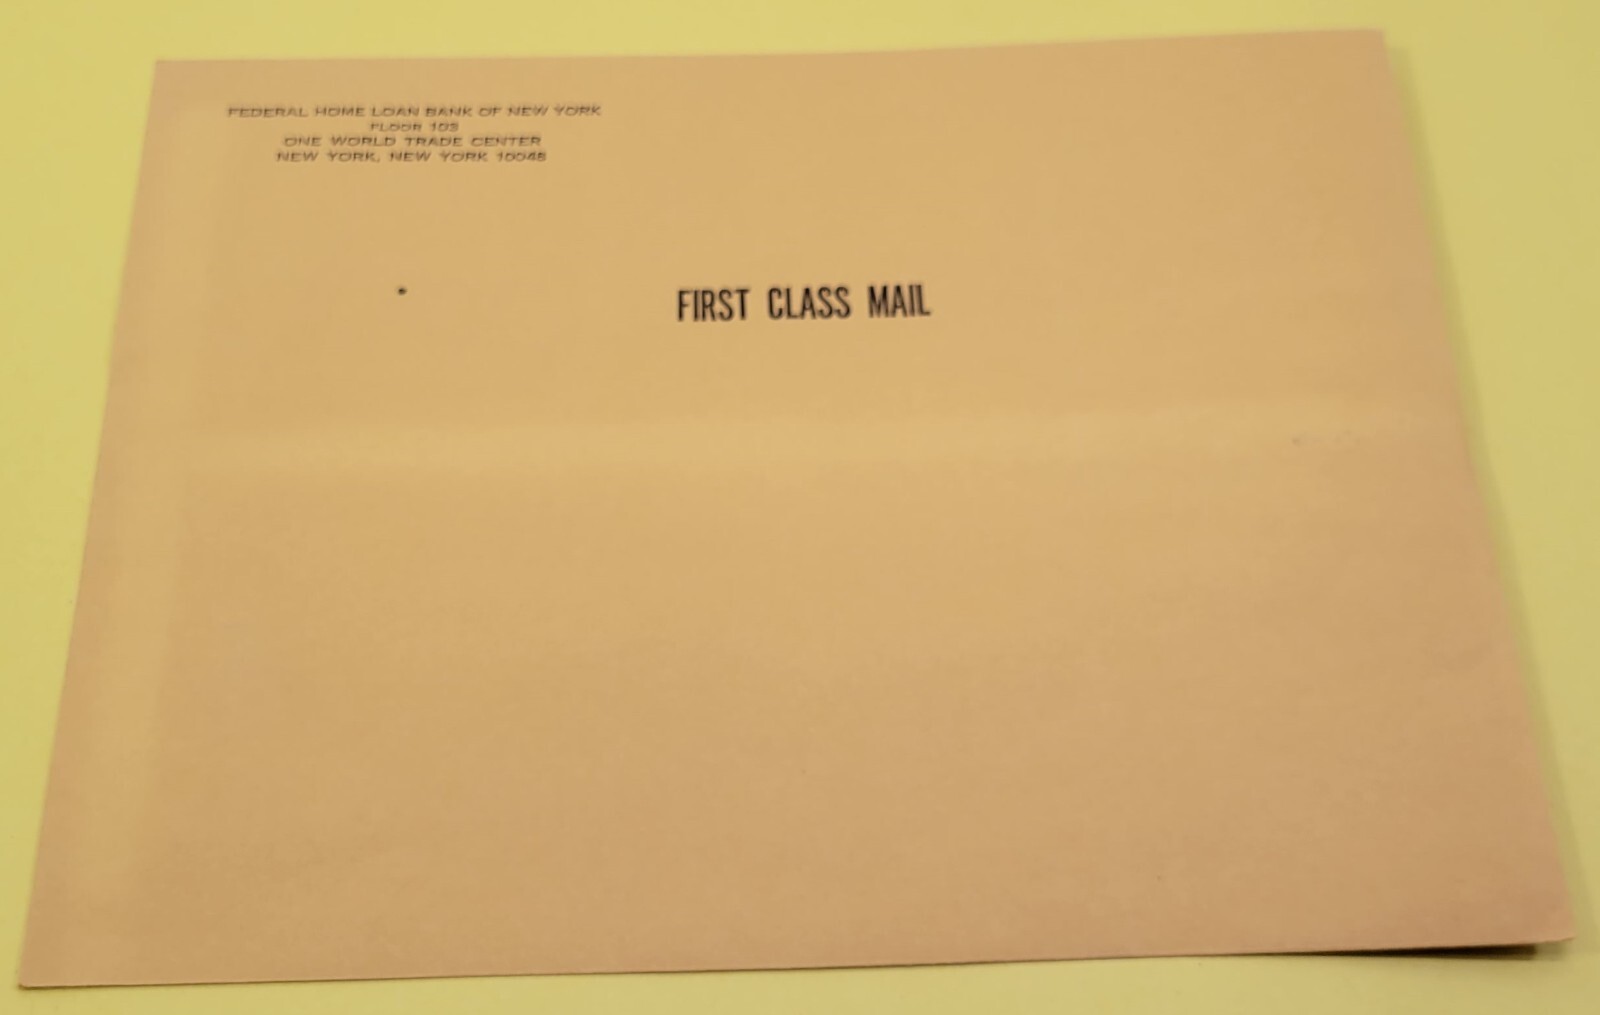 FEDERAL HOME LOAN BANK OF NEW YORK
FLOOR 103
ONE WORLD TRADE CENTER
NEW YORK, NEW YORK 10048
FIRST CLASS MAIL